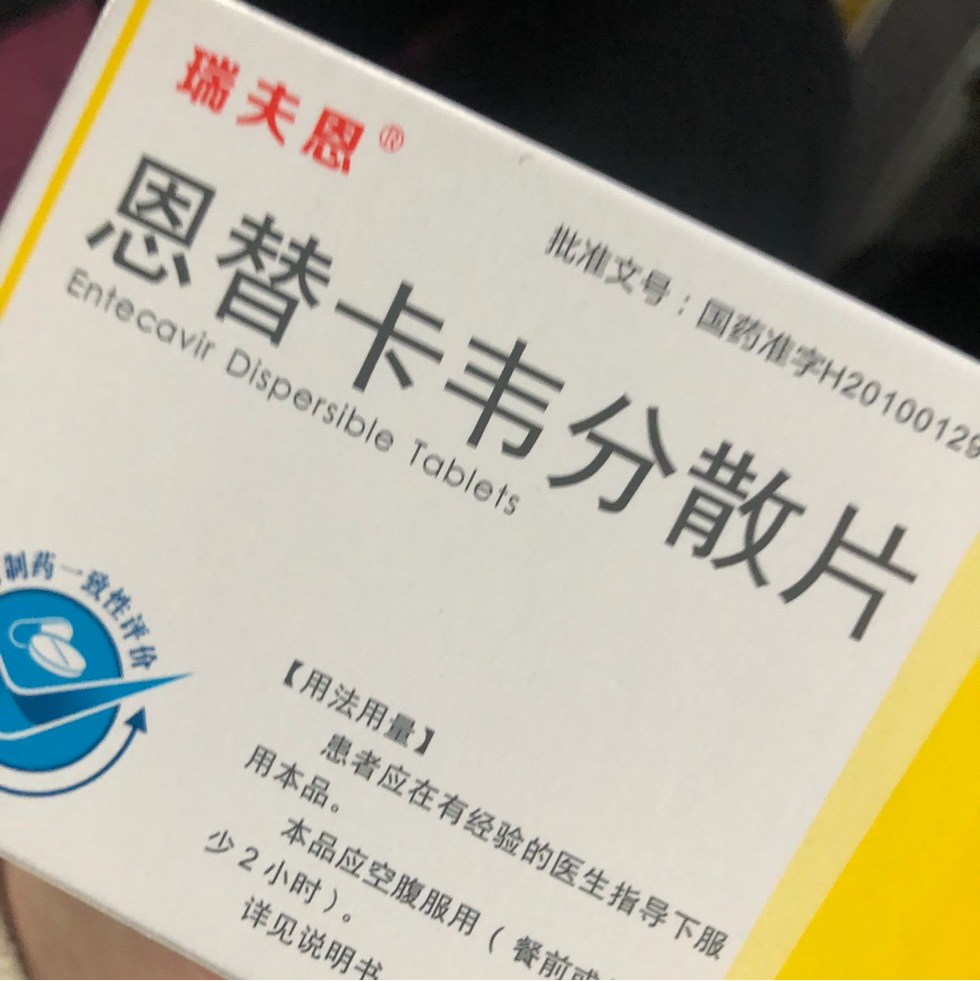 瑞夫恩®
批准文号:国药准字H20100129
恩替卡韦分散片
Entecavir Dispersible Tablets
制药一致性评价
【用法用量】
患者应在有经验的医生指导下服
用本品。
本品应空腹服用(餐前或
少2小时)。
详见说明书